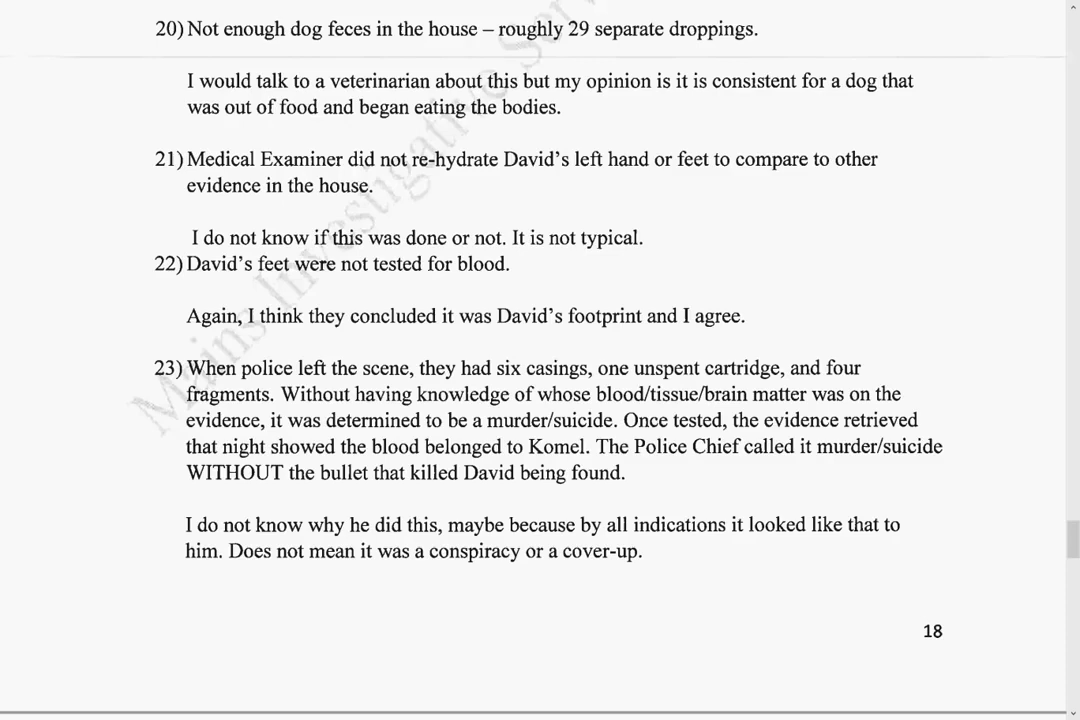 20) Not enough dog feces in the house – roughly 29 separate droppings.
I would talk to a veterinarian about this but my opinion is it is consistent for a dog that
was out of food and began eating the bodies.
21) Medical Examiner did not re-hydrate David's left hand or feet to compare to other
evidence in the house.
I do not know if this was done or not. It is not typical.
22) David's feet were not tested for blood.
Again, I think they concluded it was David's footprint and I agree.
23) When police left the scene, they had six casings, one unspent cartridge, and four
fragments. Without having knowledge of whose blood/tissue/brain matter was on the
evidence, it was determined to be a murder/suicide. Once tested, the evidence retrieved
that night showed the blood belonged to Komel. The Police Chief called it murder/suicide
WITHOUT the bullet that killed David being found.
I do not know why he did this, maybe because by all indications it looked like that to
him. Does not mean it was a conspiracy or a cover-up.
18
Mains Investigative Serv